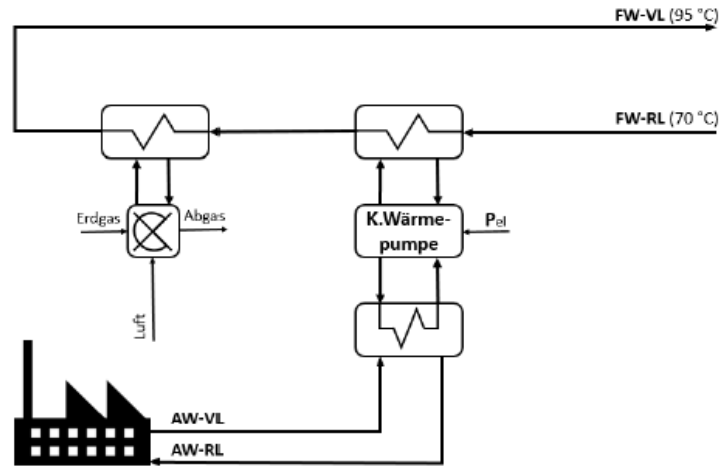 FW-VL (95 °C)
FW-RL (70 °C)
Erdgas
Abgas
K.Wärme-
pumpe
Pel
Luft
AW-VL
AW-RL